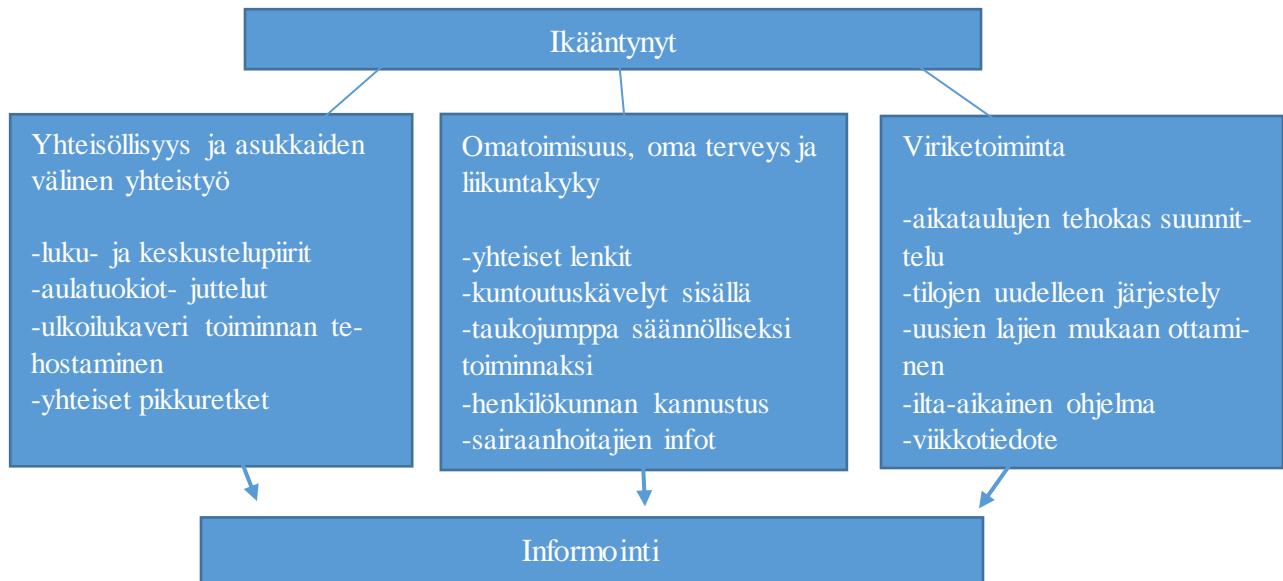 Ikääntynyt
Yhteisöllisyys ja asukkaiden
välinen yhteistyö
-luku- ja keskustelupiirit
-aulatuokiot- juttelut
-ulkoilukaveri toiminnan te-
hostaminen
-yhteiset pikkuretket
Omatoimisuus, oma terveys ja
liikuntakyky
-yhteiset lenkit
-kuntoutuskävelyt sisällä
-taukojumppa säännölliseksi
toiminnaksi
-henkilökunnan kannustus
-sairaanhoitajien infot
Viriketoiminta
-aikataulujen tehokas suunnit-
telu
-tilojen uudelleen järjestely
-uusien lajien mukaan ottami-
nen
-ilta-aikainen ohjelma
-viikkotiedote
Informointi